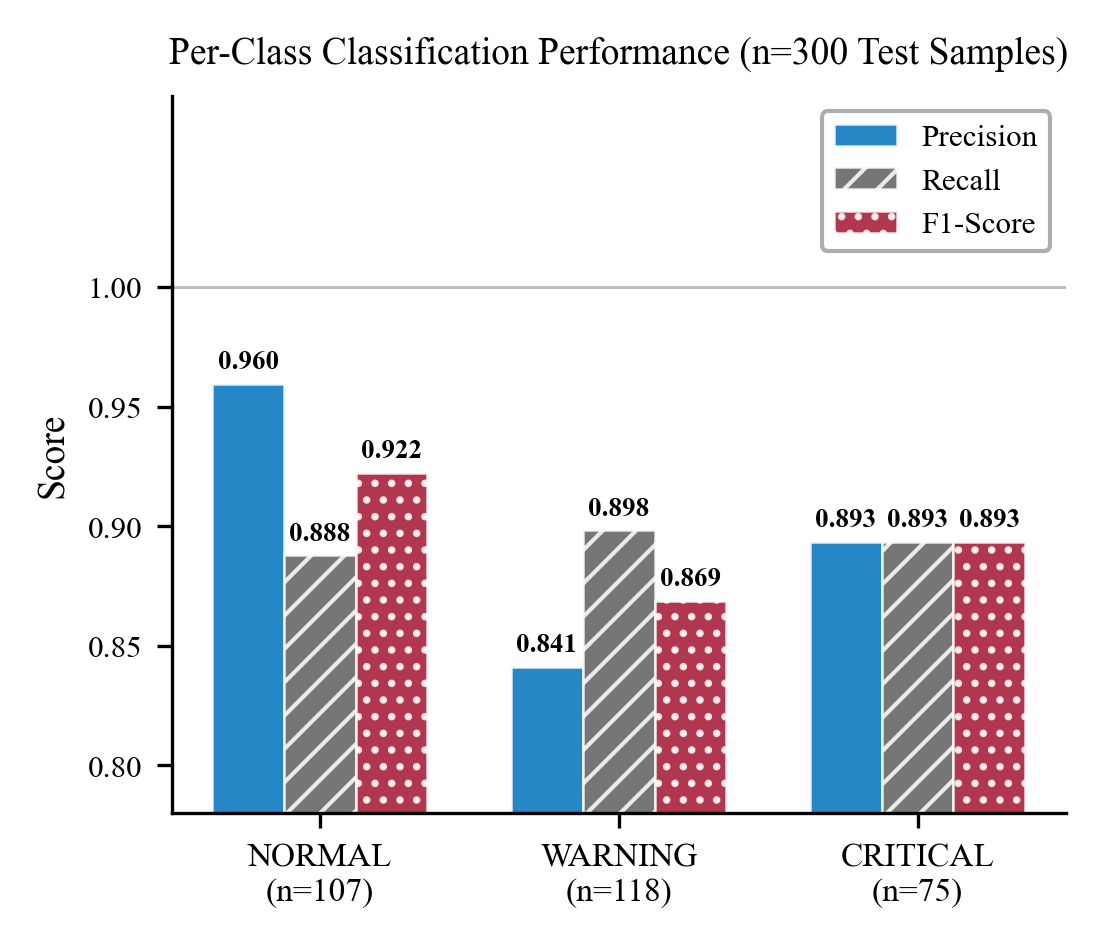 Per-Class Classification Performance (n=300 Test Samples)
Precision
Recall
F1-Score
Score
1.00
0.95
0.90
0.85
0.80
0.960
0.888
0.922
0.841
0.898
0.869
0.893
0.893
0.893
NORMAL
(n=107)
WARNING
(n=118)
CRITICAL
(n=75)